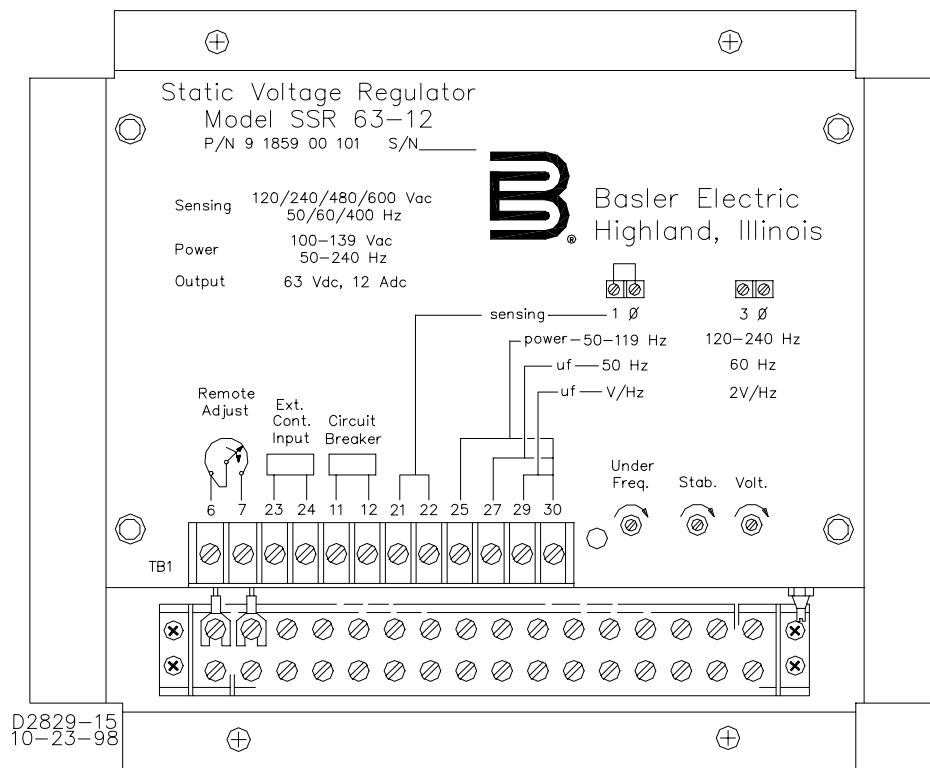 Static Voltage Regulator
Model SSR 63-12
P/N 9 1859 00 101 S/N
Sensing 120/240/480/600 Vac
50/60/400 Hz
Power 100-139 Vac
50-240 Hz
Output 63 Vdc, 12 Adc
®
Basler Electric
Highland, Illinois
sensing 1 Ø 3 Ø
power 50-119 Hz 120-240 Hz
uf 50 Hz 60 Hz
uf V/Hz 2V/Hz
Remote
Adjust
Ext.
Cont.
Input
Circuit
Breaker
Under
Freq.
Stab.
Volt.
6 7 23 24 11 12 21 22 25 27 29 30
TB1
D2829-15
10-23-98